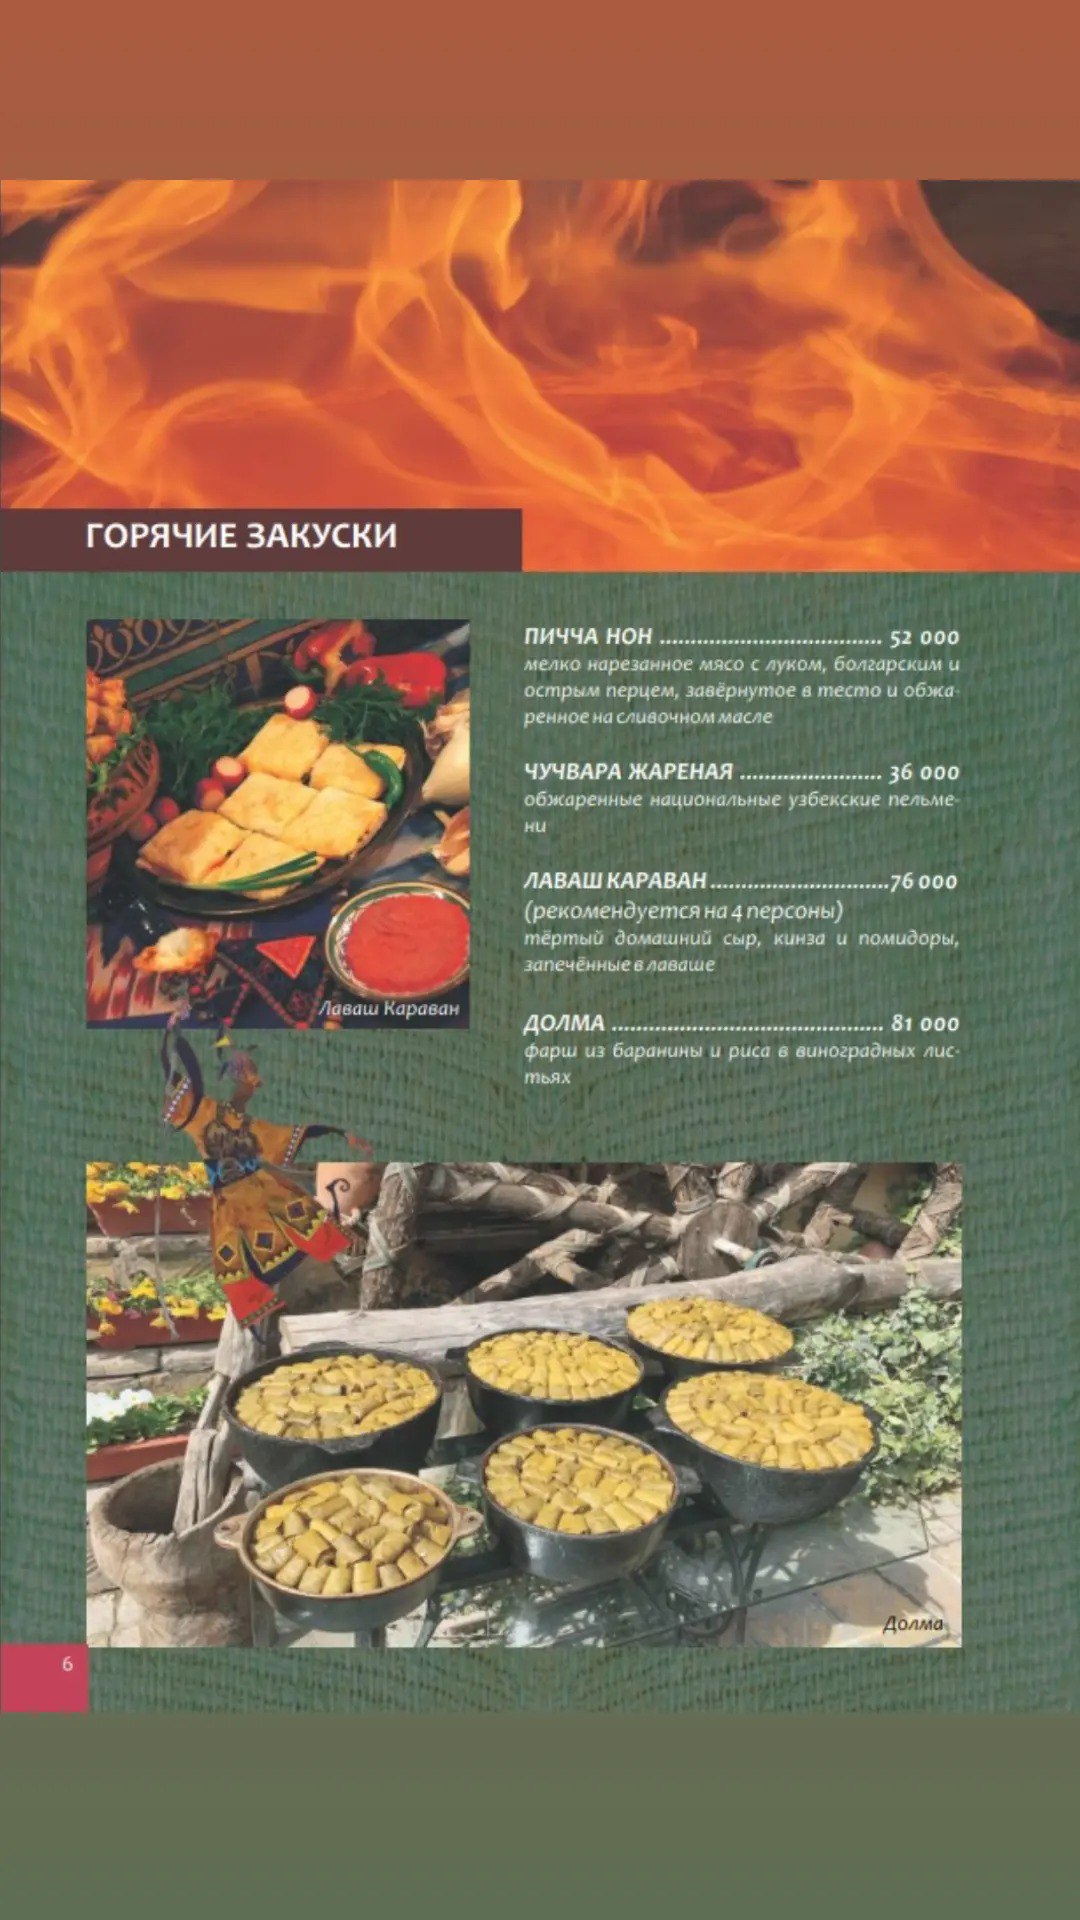 ГОРЯЧИЕ ЗАКУСКИ
ПИЧЧА НОН .................................... 52 000
мелко нарезанное мясо с луком, болгарским и
острым перцем, завёрнутое в тесто и обжа-
ренное на сливочном масле
ЧУЧВАРА ЖАРЕНАЯ ....................... 36 000
обжаренные национальные узбекские пельме-
ни
ЛАВАШ КАРАВАН.............................76 000
(рекомендуется на 4 персоны)
тёртый домашний сыр, кинза и помидоры,
запечённые в лаваше
Лаваш Караван
ДОЛМА ............................................ 81 000
фарш из баранины и риса в виноградных лис-
тьях
Долма
6